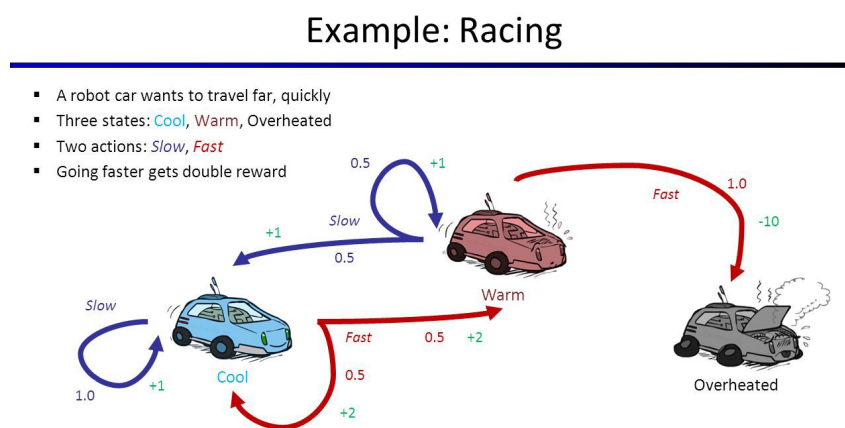 Example: Racing
▪ A robot car wants to travel far, quickly
▪ Three states: Cool, Warm, Overheated
▪ Two actions: Slow, Fast
▪ Going faster gets double reward
0.5
+1
1.0
Fast
-10
Slow
+1
0.5
Warm
Slow
Fast
0.5
+2
Cool
0.5
Overheated
+1
1.0
+2